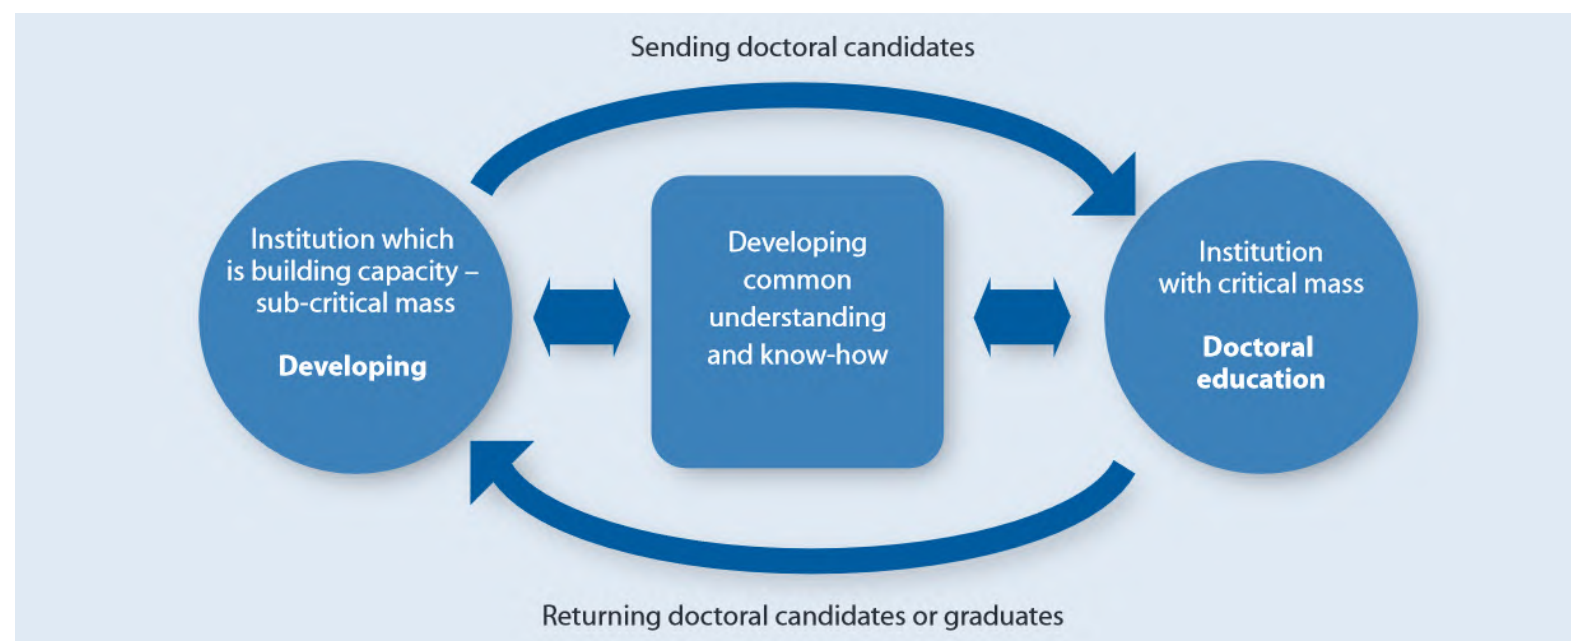 Sending doctoral candidates
Institution which
is building capacity –
sub-critical mass
Developing
Developing
common
understanding
and know-how
Institution
with critical mass
Doctoral
education
Returning doctoral candidates or graduates